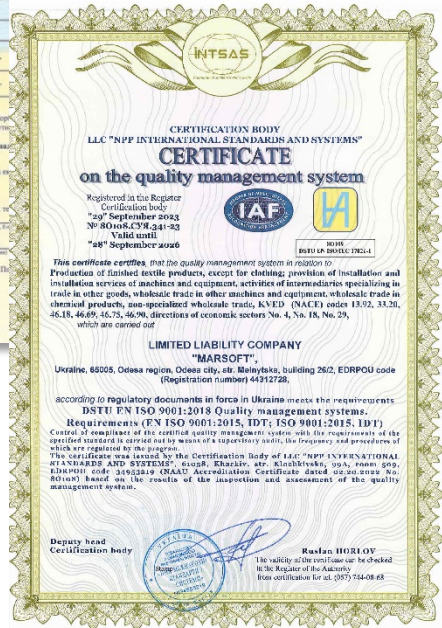 INTSAS
CERTIFICATION BODY
LLC "NPP INTERNATIONAL STANDARDS AND SYSTEMS"
CERTIFICATE
on the quality management system
Registered in the Register
Certification body
"29" September 2023
№ 8O108.СУЯ.341-23
Valid until
"28" September 2026
IAF
8O108
DSTU EN ISO/IEC 17021-1
This certificate certifies, that the quality management system in relation to
Production of finished textile products, except for clothing; provision of installation and
installation services of machines and equipment, activities of intermediaries specializing in
trade in other goods, wholesale trade in other machines and equipment, wholesale trade in
chemical products, non-specialized wholesale trade, KVED (NACE) codes 13.92, 33.20,
46.18, 46.69, 46.75, 46.90, directions of economic sectors No. 4, No. 18, No. 29,
which are carried out
LIMITED LIABILITY COMPANY
"MARSOFT",
Ukraine, 65005, Odesa region, Odesa city, str. Melnytska, building 26/2, EDRPOU code
(Registration number) 44312728,
according to regulatory documents in force in Ukraine meets the requirements
DSTU EN ISO 9001:2018 Quality management systems.
Requirements (EN ISO 9001:2015, IDT; ISO 9001:2015, IDT)
Control of compliance of the certified quality management system with the requirements of the
specified standard is carried out by means of a supervisory audit, the frequency and procedures of
which are regulated by the program.
The certificate was issued by the Certification Body of LLC "NPP INTERNATIONAL
STANDARDS AND SYSTEMS", 61058, Kharkiv, str. Klochkivska, 99A, room 509,
EDRPOU code 34953219 (NAAU Accreditation Certificate dated 02.20.2022 No.
8O108) based on the results of the inspection and assessment of the quality
management system.
Deputy head
Certification body
Stamp
Ruslan HORLOV
The validity of the certificate can be checked
in the Register of the Authority
from certification for tel. (057) 744-08-68